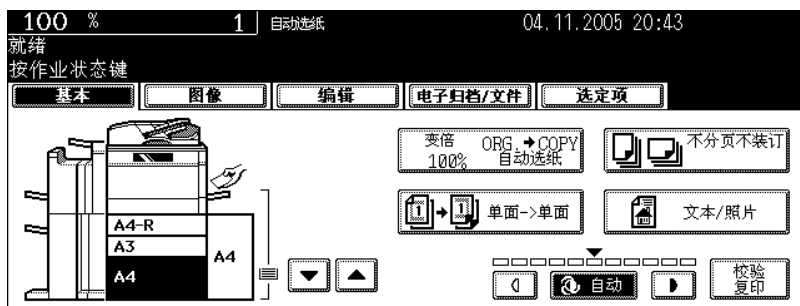 100 % 1 自动选纸 04.11.2005 20:43
就绪
按作业状态键
基本 图像 编辑 电子归档/文件 选定项
变倍 ORG.→COPY 不分页不装订
100% 自动选纸
1→1 单面->单面 文本/照片
A4-R
A3
A4
A4
自动 校验
复印